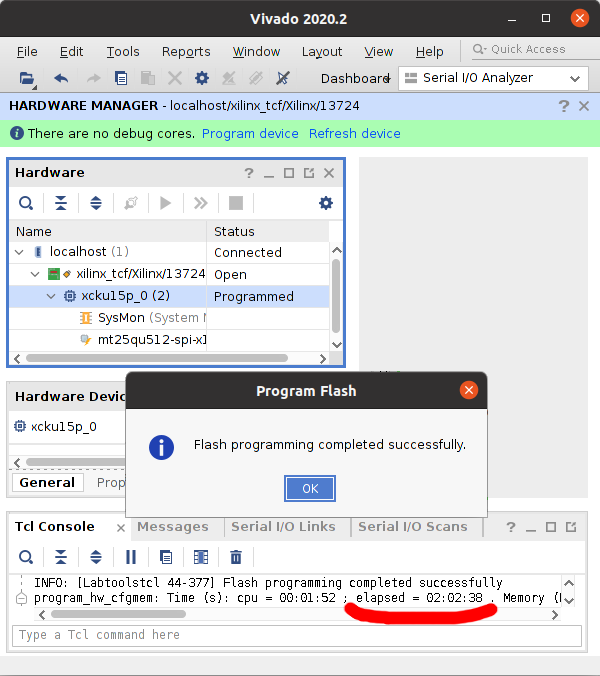 Vivado 2020.2
File Edit Tools Reports Window Layout View Help Quick Access
Dashboard Serial I/O Analyzer
HARDWARE MANAGER - localhost/xilinx_tcf/Xilinx/13724
There are no debug cores. Program device Refresh device
Hardware
Name Status
localhost (1) Connected
xilinx_tcf/Xilinx/13724 Open
xcku15p_0 (2) Programmed
SysMon (System
mt25qu512-spi-x1
Hardware Devic
xcku15p_0
General Prop
Program Flash
Flash programming completed successfully.
OK
Tcl Console Messages Serial I/O Links Serial I/O Scans
INFO: [Labtoolstcl 44-377] Flash programming completed successfully
program_hw_cfgmem: Time (s): cpu = 00:01:52 ; elapsed = 02:02:38 . Memory (
Type a Tcl command here